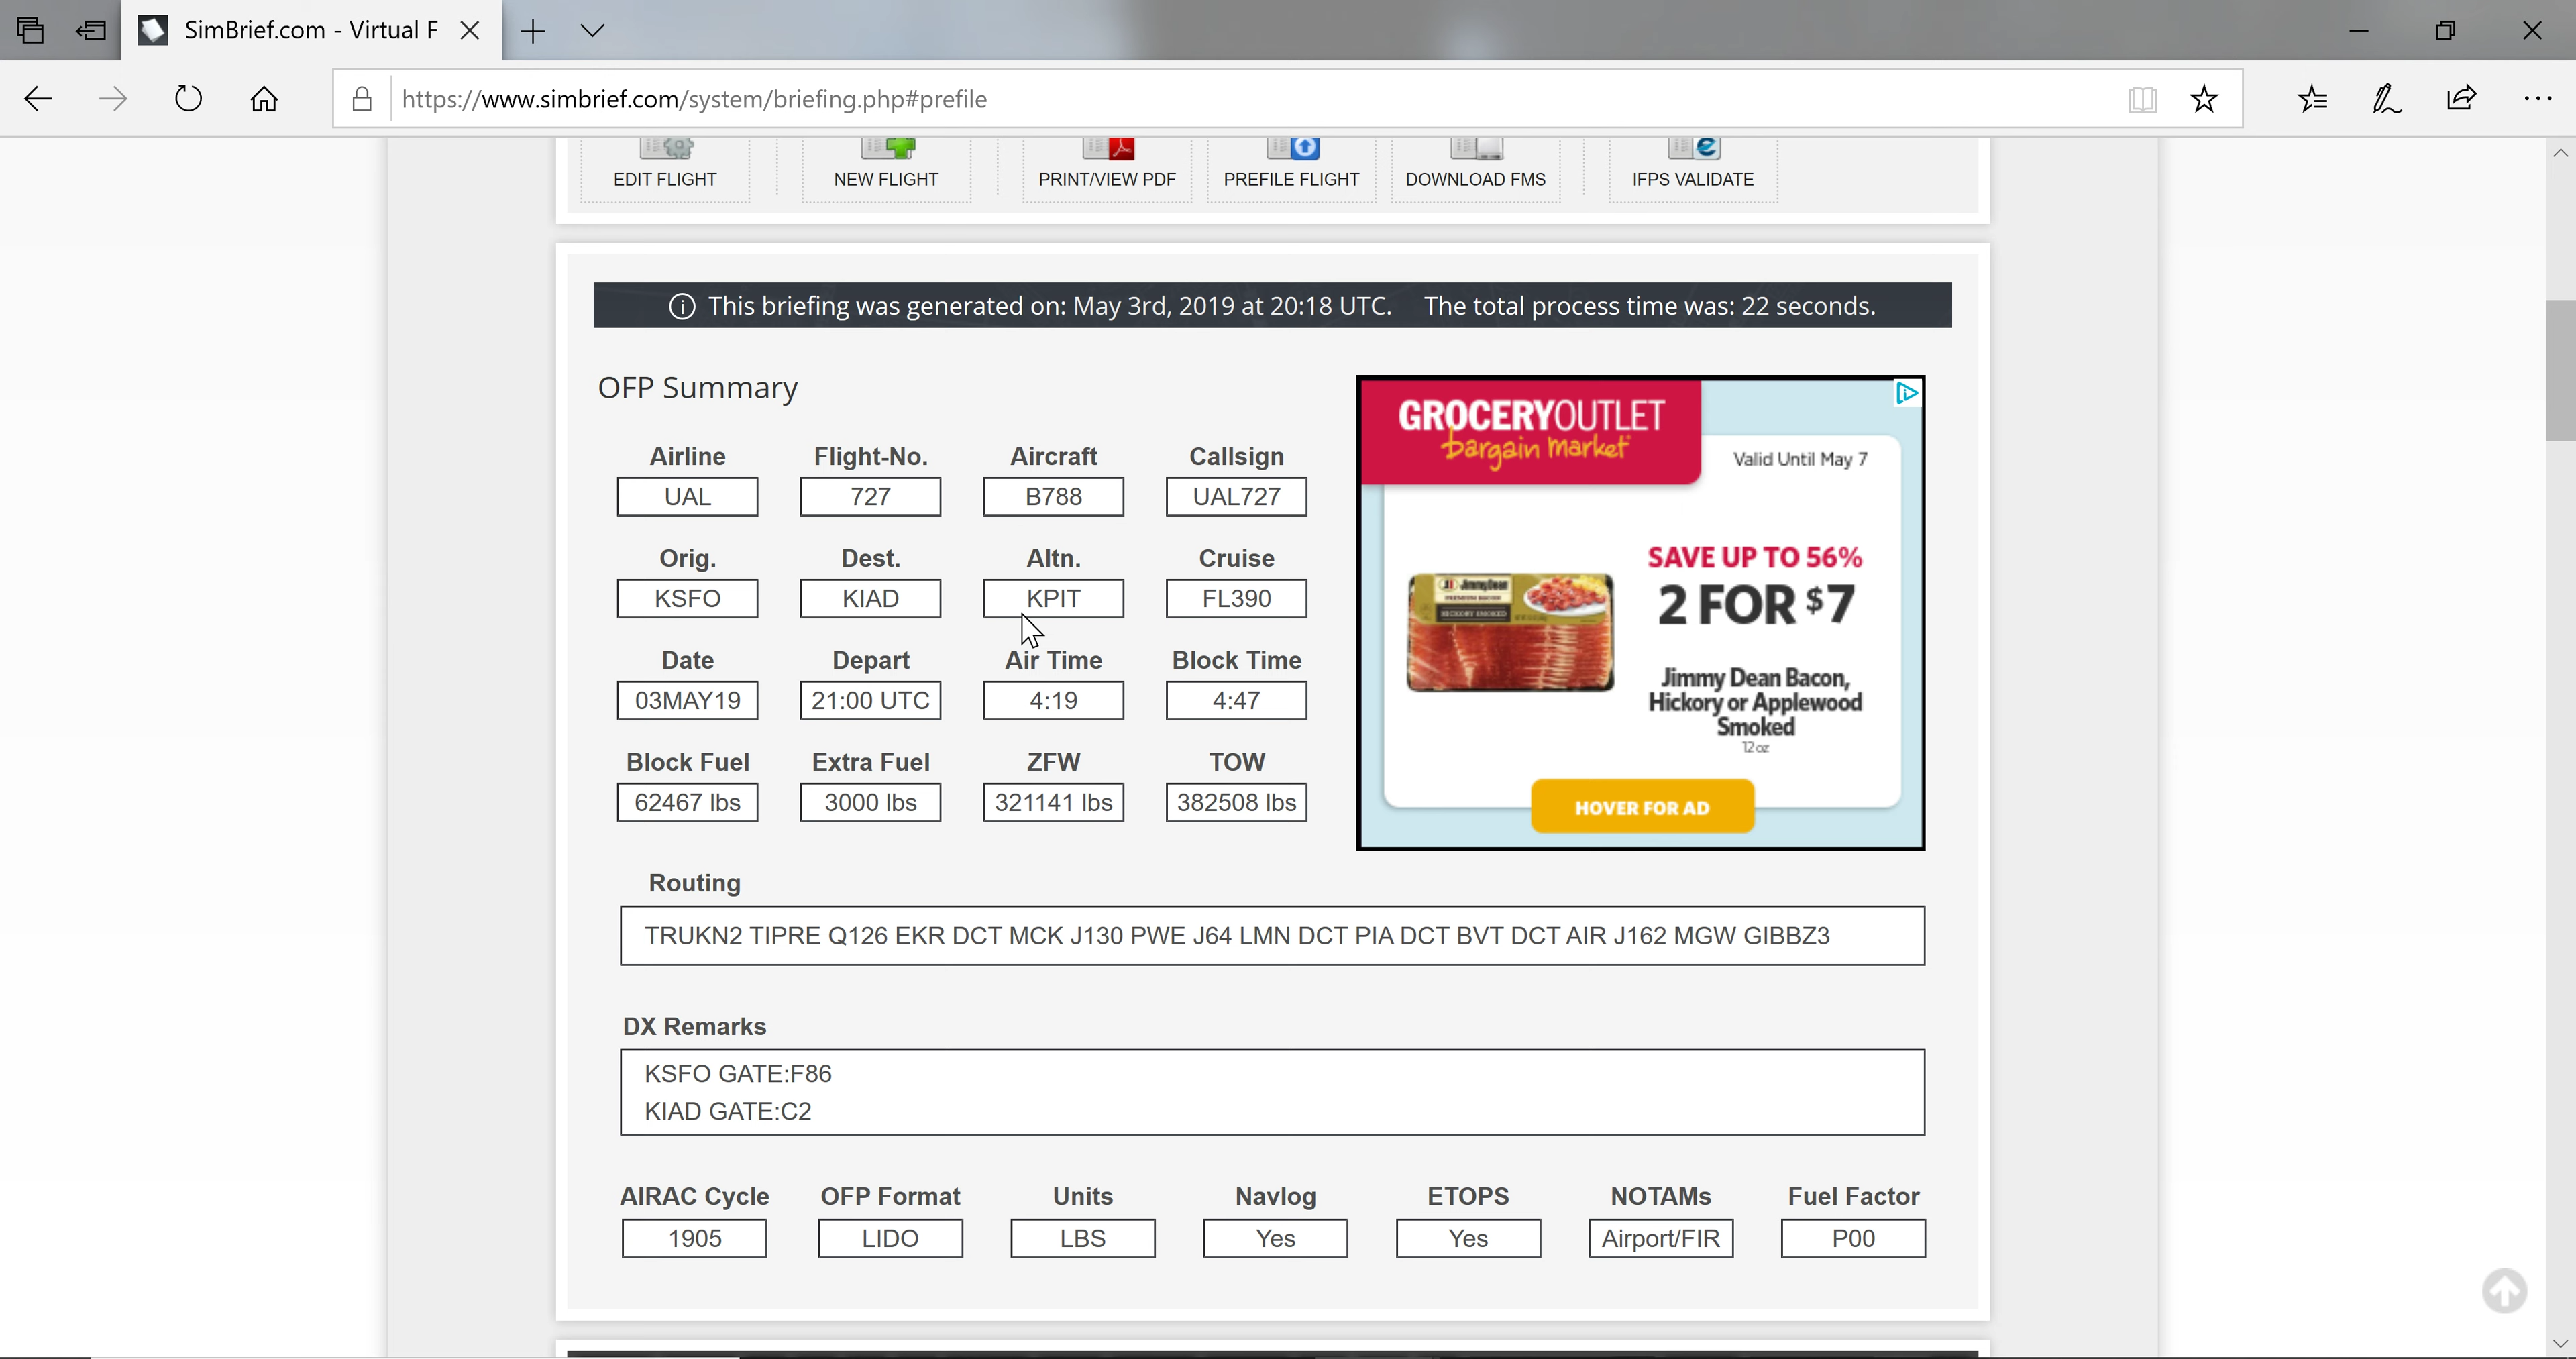 SimBrief.com - Virtual F
https://www.simbrief.com/system/briefing.php#prefile
EDIT FLIGHT NEW FLIGHT PRINT/VIEW PDF PREFILE FLIGHT DOWNLOAD FMS IFPS VALIDATE
This briefing was generated on: May 3rd, 2019 at 20:18 UTC. The total process time was: 22 seconds.
OFP Summary
Airline Flight-No. Aircraft Callsign
UAL 727 B788 UAL727
Orig. Dest. Altn. Cruise
KSFO KIAD KPIT FL390
Date Depart Air Time Block Time
03MAY19 21:00 UTC 4:19 4:47
Block Fuel Extra Fuel ZFW TOW
62467 lbs 3000 lbs 321141 lbs 382508 lbs
GROCERYOUTLET
bargain market
Valid Until May 7
SAVE UP TO 56%
2 FOR $7
Jimmy Dean
HICKORY SMOKED
Jimmy Dean Bacon,
Hickory or Applewood
Smoked
12oz
HOVER FOR AD
Routing
TRUKN2 TIPRE Q126 EKR DCT MCK J130 PWE J64 LMN DCT PIA DCT BVT DCT AIR J162 MGW GIBBZ3
DX Remarks
KSFO GATE:F86
KIAD GATE:C2
AIRAC Cycle OFP Format Units Navlog ETOPS NOTAMs Fuel Factor
1905 LIDO LBS Yes Yes Airport/FIR P00